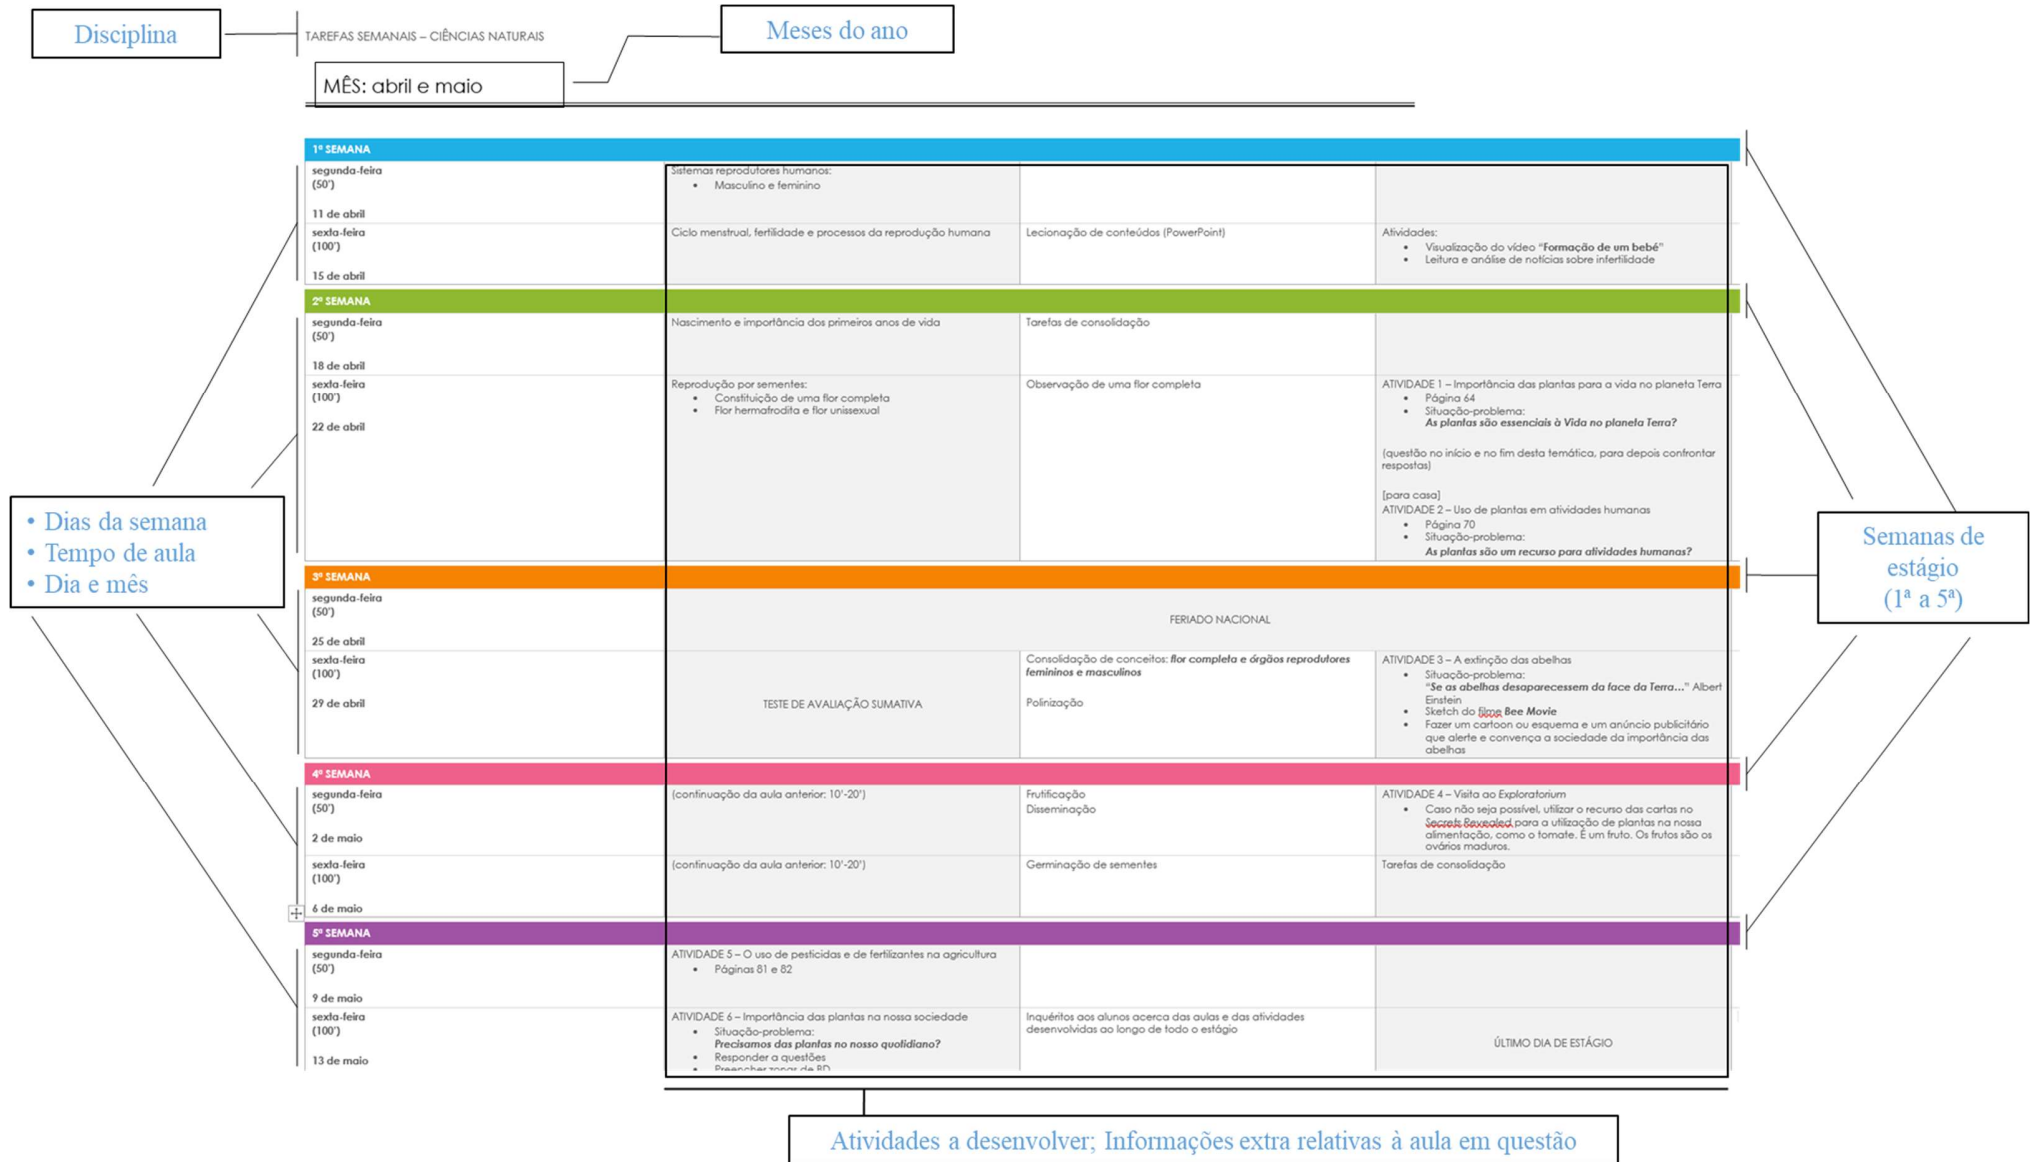 Disciplina
TAREFAS SEMANAIS – CIÊNCIAS NATURAIS
Meses do ano
MÊS: abril e maio
1ª SEMANA
segunda-feira
(50')
11 de abril
Sistemas reprodutores humanos:
• Masculino e feminino
sexta-feira
(100')
15 de abril
Ciclo menstrual, fertilidade e processos da reprodução humana
Lecionação de conteúdos (PowerPoint)
Atividades:
• Visualização do vídeo “Formação de um bebé”
• Leitura e análise de notícias sobre infertilidade
2ª SEMANA
segunda-feira
(50')
18 de abril
Nascimento e importância dos primeiros anos de vida
Tarefas de consolidação
sexta-feira
(100')
22 de abril
Reprodução por sementes:
• Constituição de uma flor completa
• Flor hermafrodita e flor unissexual
Observação de uma flor completa
ATIVIDADE 1 – Importância das plantas para a vida no planeta Terra
• Página 64
• Situação-problema:
As plantas são essenciais à Vida no planeta Terra?
(questão no início e no fim desta temática, para depois confrontar
respostas)
[para casa]
ATIVIDADE 2 – Uso de plantas em atividades humanas
• Página 70
• Situação-problema:
As plantas são um recurso para atividades humanas?
3ª SEMANA
segunda-feira
(50')
25 de abril
FERIADO NACIONAL
sexta-feira
(100')
29 de abril
TESTE DE AVALIAÇÃO SUMATIVA
Consolidação de conceitos: flor completa e órgãos reprodutores
femininos e masculinos
Polinização
ATIVIDADE 3 – A extinção das abelhas
• Situação-problema:
“Se as abelhas desaparecessem da face da Terra...” Albert
Einstein
• Sketch do filme Bee Movie
• Fazer um cartoon ou esquema e um anúncio publicitário
que alerte e convença a sociedade da importância das
abelhas
4ª SEMANA
segunda-feira
(50')
2 de maio
(continuação da aula anterior: 10'-20')
Frutificação
Disseminação
ATIVIDADE 4 – Visita ao Exploratorium
• Caso não seja possível, utilizar o recurso das cartas no
Secrets Revealed para a utilização de plantas na nossa
alimentação, como o tomate. É um fruto. Os frutos são os
ovários maduros.
sexta-feira
(100')
6 de maio
(continuação da aula anterior: 10'-20')
Germinação de sementes
Tarefas de consolidação
5ª SEMANA
segunda-feira
(50')
9 de maio
ATIVIDADE 5 – O uso de pesticidas e de fertilizantes na agricultura
• Páginas 81 e 82
sexta-feira
(100')
13 de maio
ATIVIDADE 6 – Importância das plantas na nossa sociedade
• Situação-problema:
Precisamos das plantas no nosso quotidiano?
• Responder a questões
• Preencher zonas de BD
Inquéritos aos alunos acerca das aulas e das atividades
desenvolvidas ao longo de todo o estágio
ÚLTIMO DIA DE ESTÁGIO
• Dias da semana
• Tempo de aula
• Dia e mês
Semanas de
estágio
(1ª a 5ª)
Atividades a desenvolver; Informações extra relativas à aula em questão